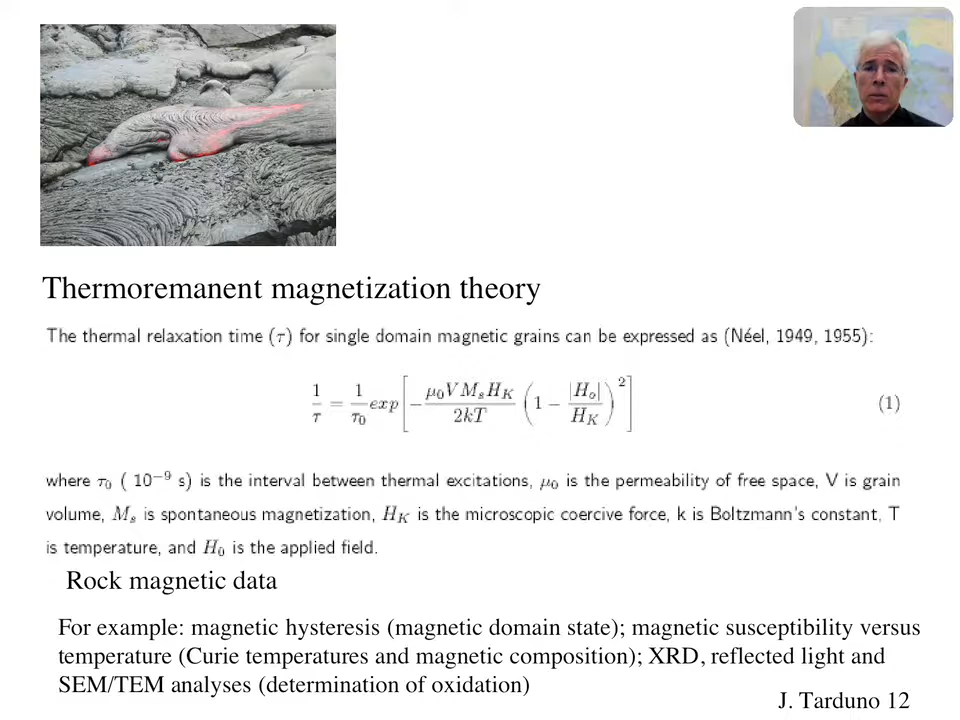 Thermoremanent magnetization theory
The thermal relaxation time (τ) for single domain magnetic grains can be expressed as (Néel, 1949, 1955):
1/τ = 1/τ₀ exp[−μ₀VMₛH_K/2kT (1 − |Hₒ|/H_K)²] (1)
where τ₀ ( 10⁻⁹ s) is the interval between thermal excitations, μ₀ is the permeability of free space, V is grain
volume, Mₛ is spontaneous magnetization, H_K is the microscopic coercive force, k is Boltzmann's constant, T
is temperature, and H₀ is the applied field.
Rock magnetic data
For example: magnetic hysteresis (magnetic domain state); magnetic susceptibility versus
temperature (Curie temperatures and magnetic composition); XRD, reflected light and
SEM/TEM analyses (determination of oxidation)
J. Tarduno 12